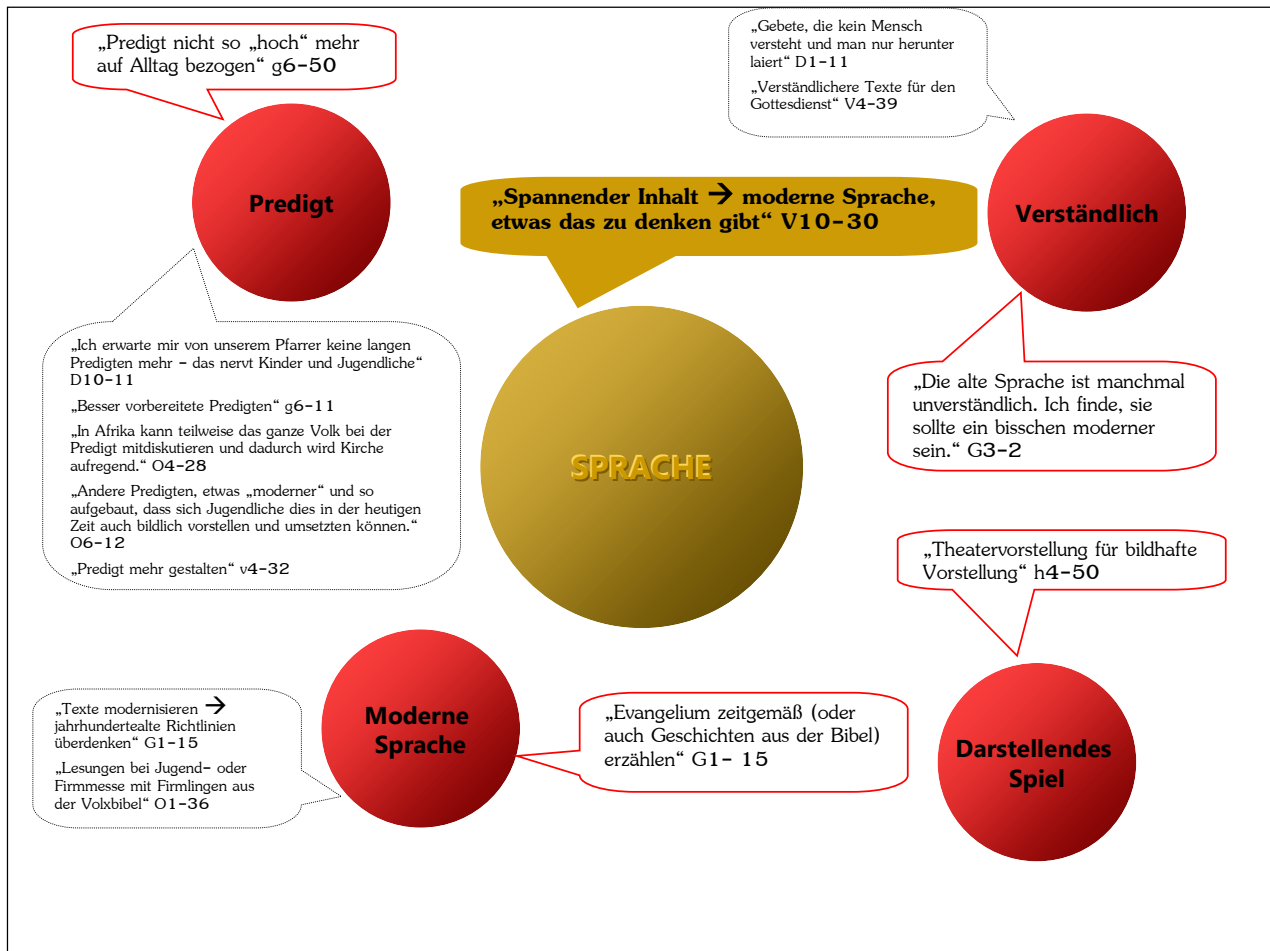 „Predigt nicht so „hoch“ mehr
auf Alltag bezogen“ g6-50
Predigt
„Ich erwarte mir von unserem Pfarrer keine langen
Predigten mehr – das nervt Kinder und Jugendliche“
D10-11
„Besser vorbereitete Predigten“ g6-11
„In Afrika kann teilweise das ganze Volk bei der
Predigt mitdiskutieren und dadurch wird Kirche
aufregend.“ O4-28
„Andere Predigten, etwas „moderner“ und so
aufgebaut, dass sich Jugendliche dies in der heutigen
Zeit auch bildlich vorstellen und umsetzten können.“
O6-12
„Predigt mehr gestalten“ v4-32
„Gebete, die kein Mensch
versteht und man nur herunter
laiert“ D1-11
„Verständlichere Texte für den
Gottesdienst“ V4-39
Verständlich
„Spannender Inhalt → moderne Sprache,
etwas das zu denken gibt“ V10-30
SPRACHE
„Die alte Sprache ist manchmal
unverständlich. Ich finde, sie
sollte ein bisschen moderner
sein.“ G3-2
„Theatervorstellung für bildhafte
Vorstellung“ h4-50
Darstellendes
Spiel
Moderne
Sprache
„Texte modernisieren →
jahrhundertealte Richtlinien
überdenken“ G1-15
„Lesungen bei Jugend- oder
Firmmesse mit Firmlingen aus
der Volxbibel“ O1-36
„Evangelium zeitgemäß (oder
auch Geschichten aus der Bibel)
erzählen“ G1- 15